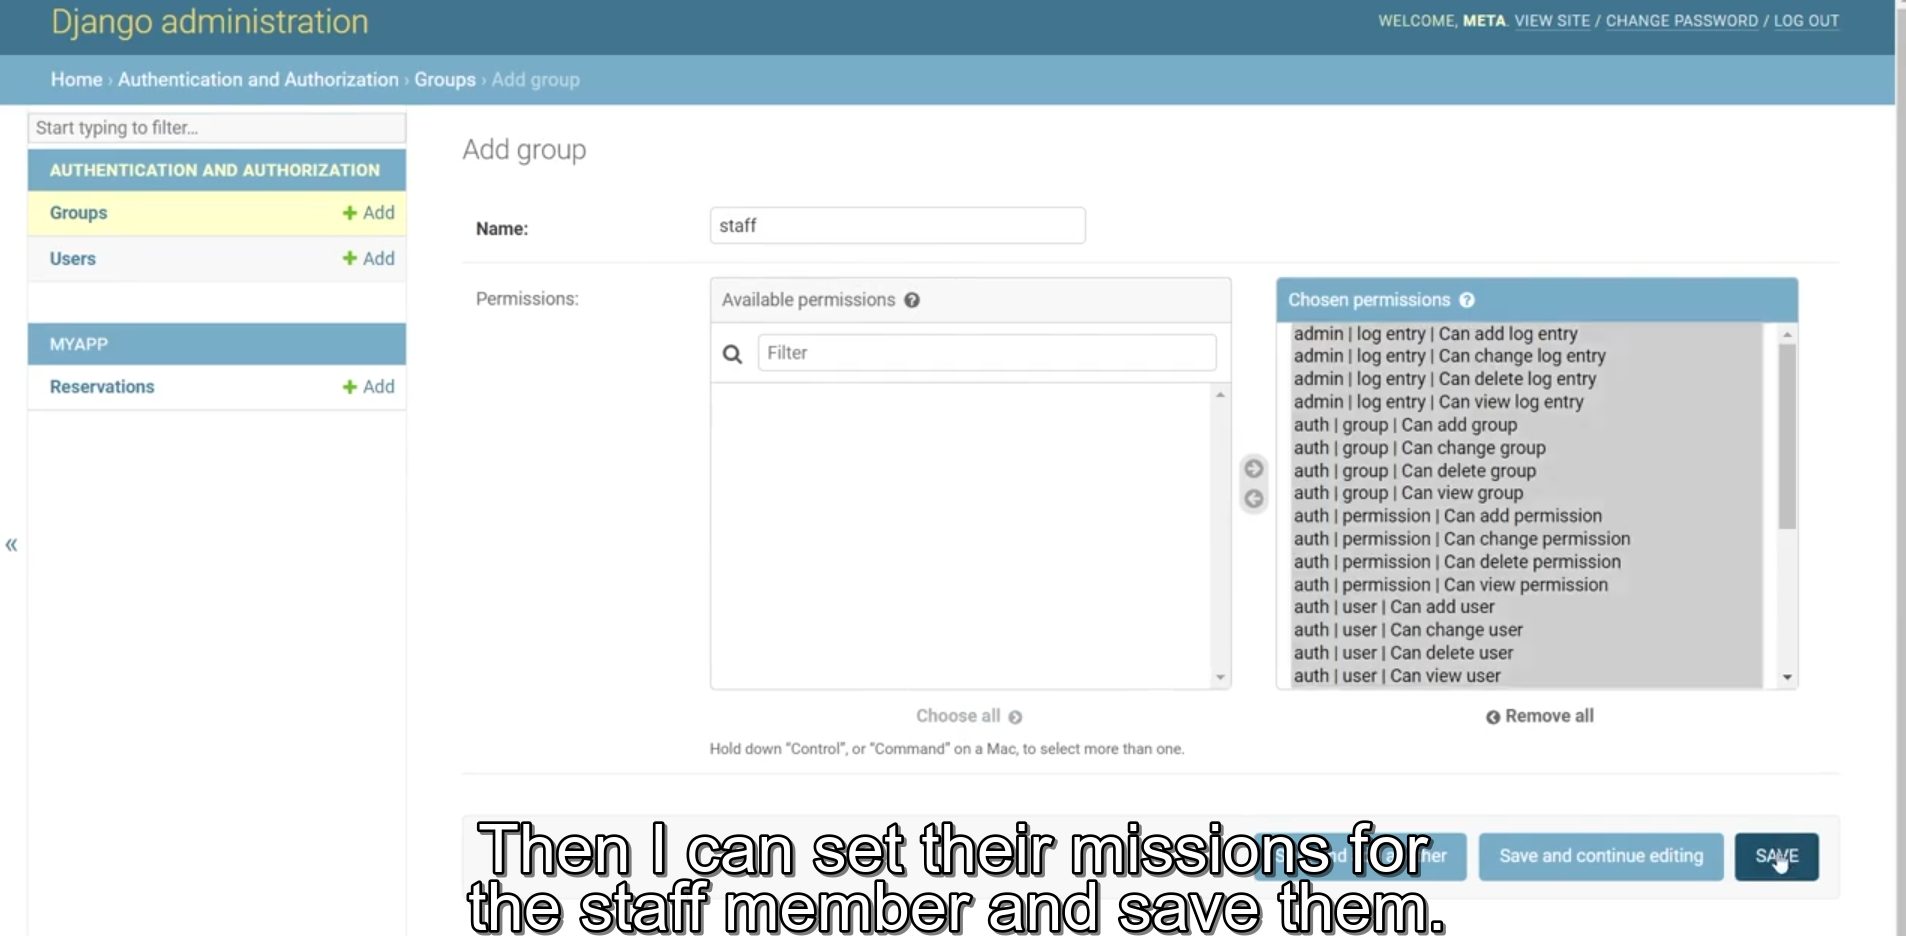 Django administration
WELCOME, META. VIEW SITE / CHANGE PASSWORD / LOG OUT
Home › Authentication and Authorization › Groups › Add group
Start typing to filter...
AUTHENTICATION AND AUTHORIZATION
Groups
Add
Users
Add
MYAPP
Reservations
Add
«
Add group
Name:
staff
Permissions:
Available permissions
Filter
Choose all
Hold down “Control”, or “Command” on a Mac, to select more than one.
Chosen permissions
admin | log entry | Can add log entry
admin | log entry | Can change log entry
admin | log entry | Can delete log entry
admin | log entry | Can view log entry
auth | group | Can add group
auth | group | Can change group
auth | group | Can delete group
auth | group | Can view group
auth | permission | Can add permission
auth | permission | Can change permission
auth | permission | Can delete permission
auth | permission | Can view permission
auth | user | Can add user
auth | user | Can change user
auth | user | Can delete user
auth | user | Can view user
Remove all
Save and continue editing
SAVE
Then I can set their missions for
the staff member and save them.